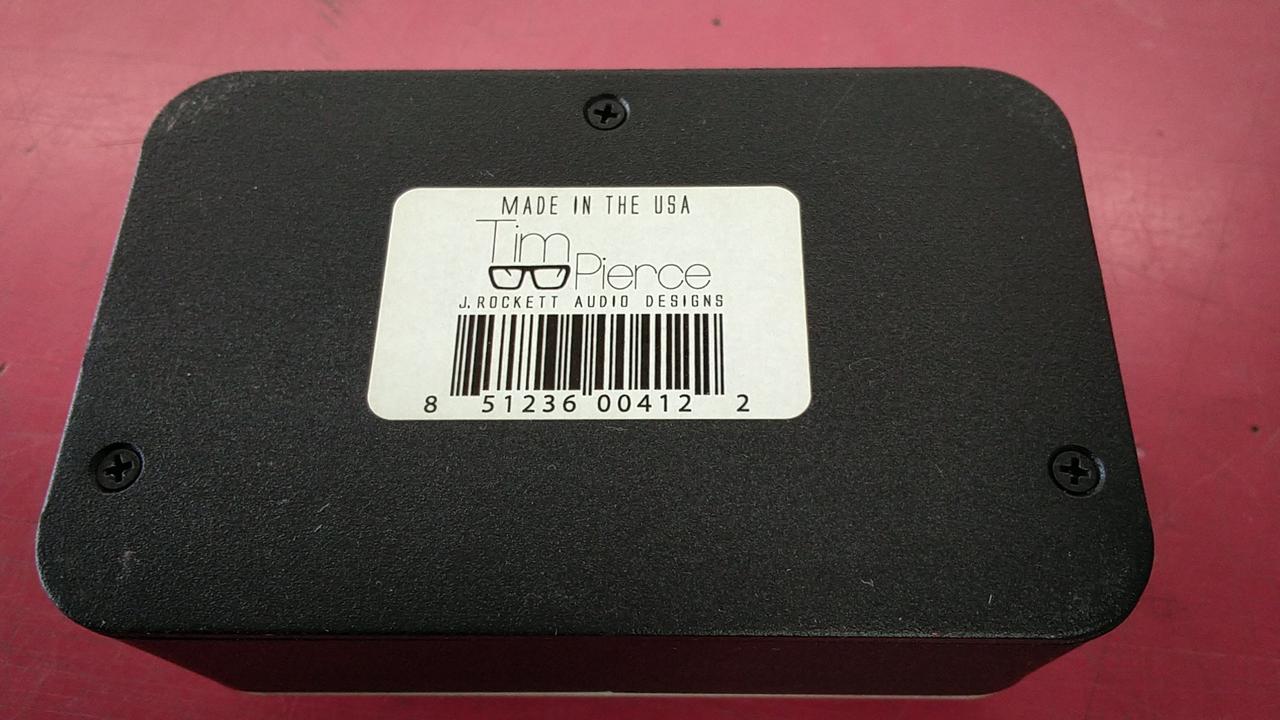 MADE IN THE USA
Tim
Pierce
J. ROCKETT AUDIO DESIGNS
8 51236 00412 2